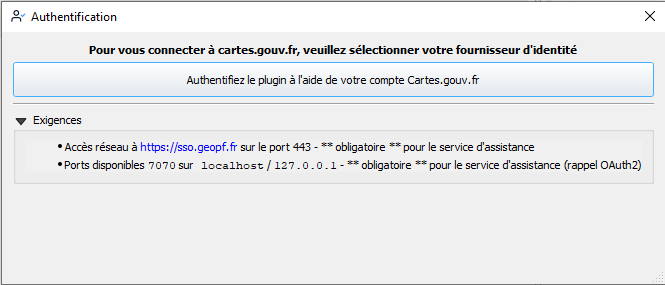 Authentification
Pour vous connecter à cartes.gouv.fr, veuillez sélectionner votre fournisseur d'identité
Authentifiez le plugin à l'aide de votre compte Cartes.gouv.fr
Exigences
• Accès réseau à https://sso.geopf.fr sur le port 443 - ** obligatoire ** pour le service d'assistance
• Ports disponibles 7070 sur localhost / 127.0.0.1 - ** obligatoire ** pour le service d'assistance (rappel OAuth2)